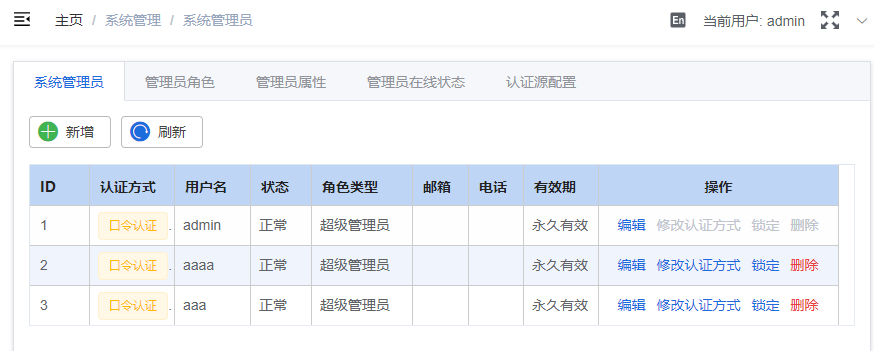 主页 / 系统管理 / 系统管理员 En 当前用户: admin
系统管理员 管理员角色 管理员属性 管理员在线状态 认证源配置
新增 刷新
ID 认证方式 用户名 状态 角色类型 邮箱 电话 有效期 操作
1 口令认证 . admin 正常 超级管理员 永久有效 编辑 修改认证方式 锁定 删除
2 口令认证 . aaaa 正常 超级管理员 永久有效 编辑 修改认证方式 锁定 删除
3 口令认证 . aaa 正常 超级管理员 永久有效 编辑 修改认证方式 锁定 删除